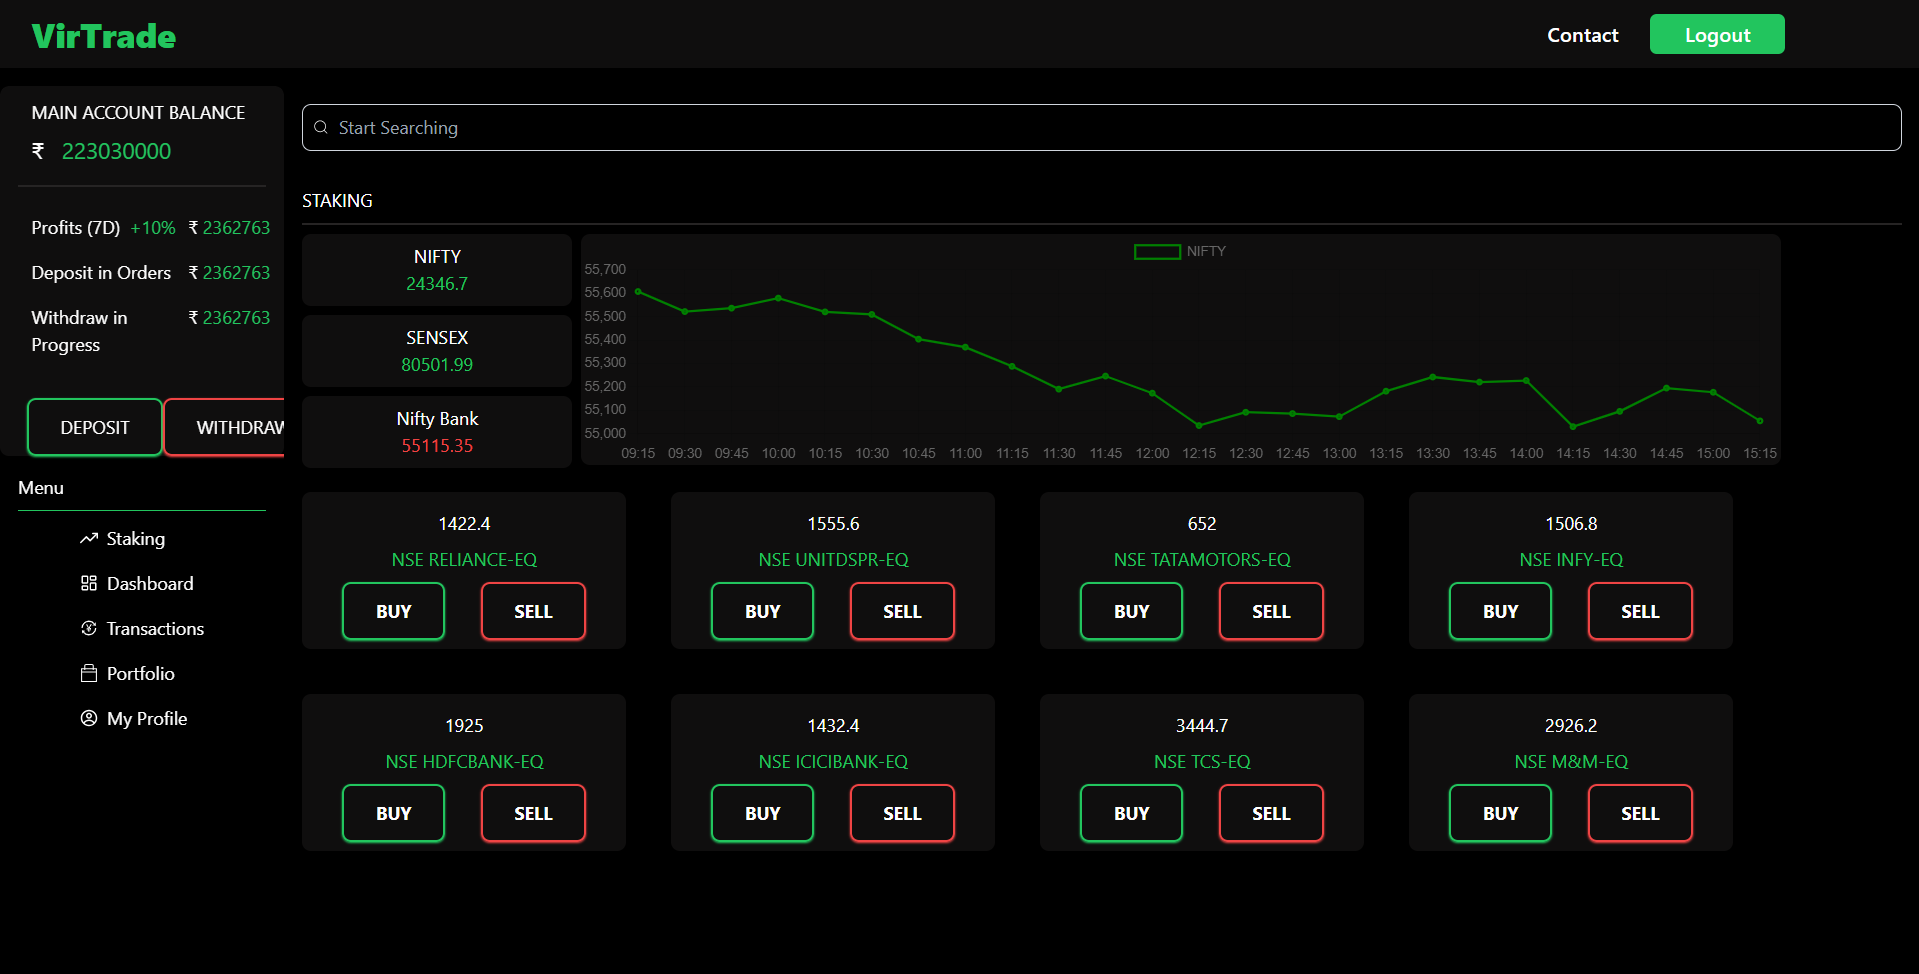 VirTrade
Contact
Logout
MAIN ACCOUNT BALANCE
₹ 223030000
Profits (7D) +10% ₹ 2362763
Deposit in Orders ₹ 2362763
Withdraw in Progress ₹ 2362763
DEPOSIT
WITHDRAW
Menu
Staking
Dashboard
Transactions
Portfolio
My Profile
Start Searching
STAKING
NIFTY
24346.7
SENSEX
80501.99
Nifty Bank
55115.35
NIFTY
55,700
55,600
55,500
55,400
55,300
55,200
55,100
55,000
09:15 09:30 09:45 10:00 10:15 10:30 10:45 11:00 11:15 11:30 11:45 12:00 12:15 12:30 12:45 13:00 13:15 13:30 13:45 14:00 14:15 14:30 14:45 15:00 15:15
1422.4
NSE RELIANCE-EQ
BUY SELL
1555.6
NSE UNITDSPR-EQ
BUY SELL
652
NSE TATAMOTORS-EQ
BUY SELL
1506.8
NSE INFY-EQ
BUY SELL
1925
NSE HDFCBANK-EQ
BUY SELL
1432.4
NSE ICICIBANK-EQ
BUY SELL
3444.7
NSE TCS-EQ
BUY SELL
2926.2
NSE M&M-EQ
BUY SELL